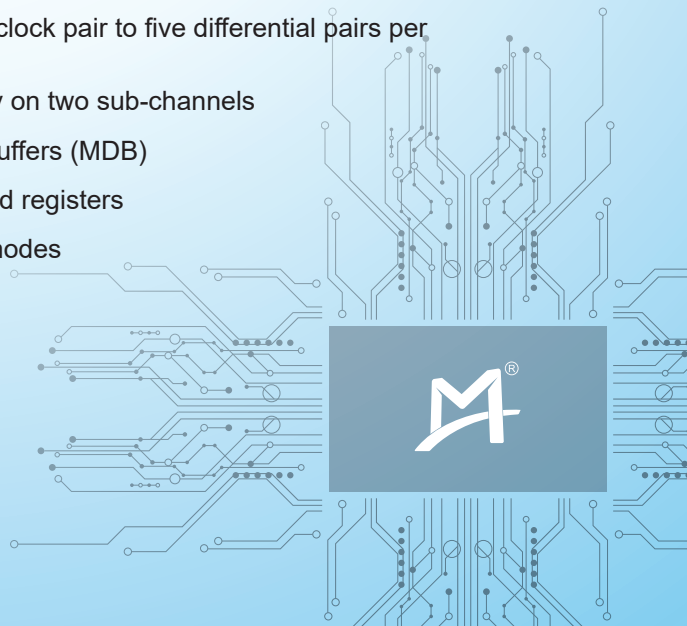 clock pair to five differential pairs per
on two sub-channels
uffers (MDB)
d registers
nodes
M®